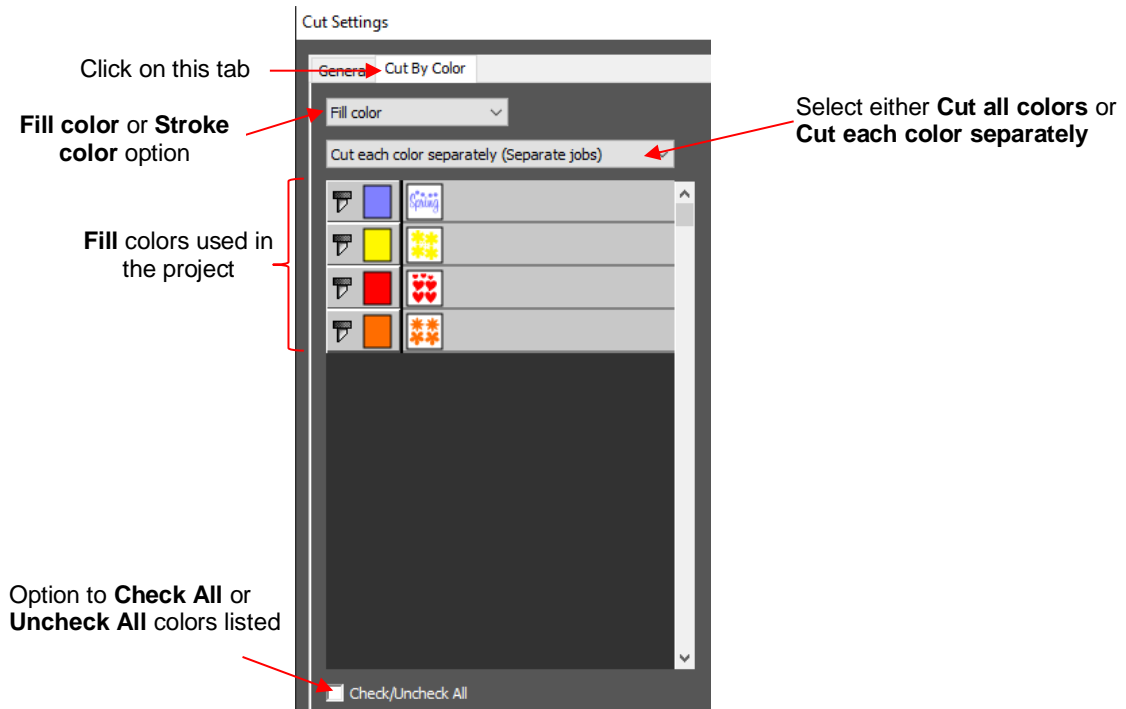 Cut Settings
Click on this tab
General
Cut By Color
Fill color
Fill color or Stroke
color option
Select either Cut all colors or
Cut each color separately
Cut each color separately (Separate jobs)
Spring
Fill colors used in
the project
Option to Check All or
Uncheck All colors listed
Check/Uncheck All